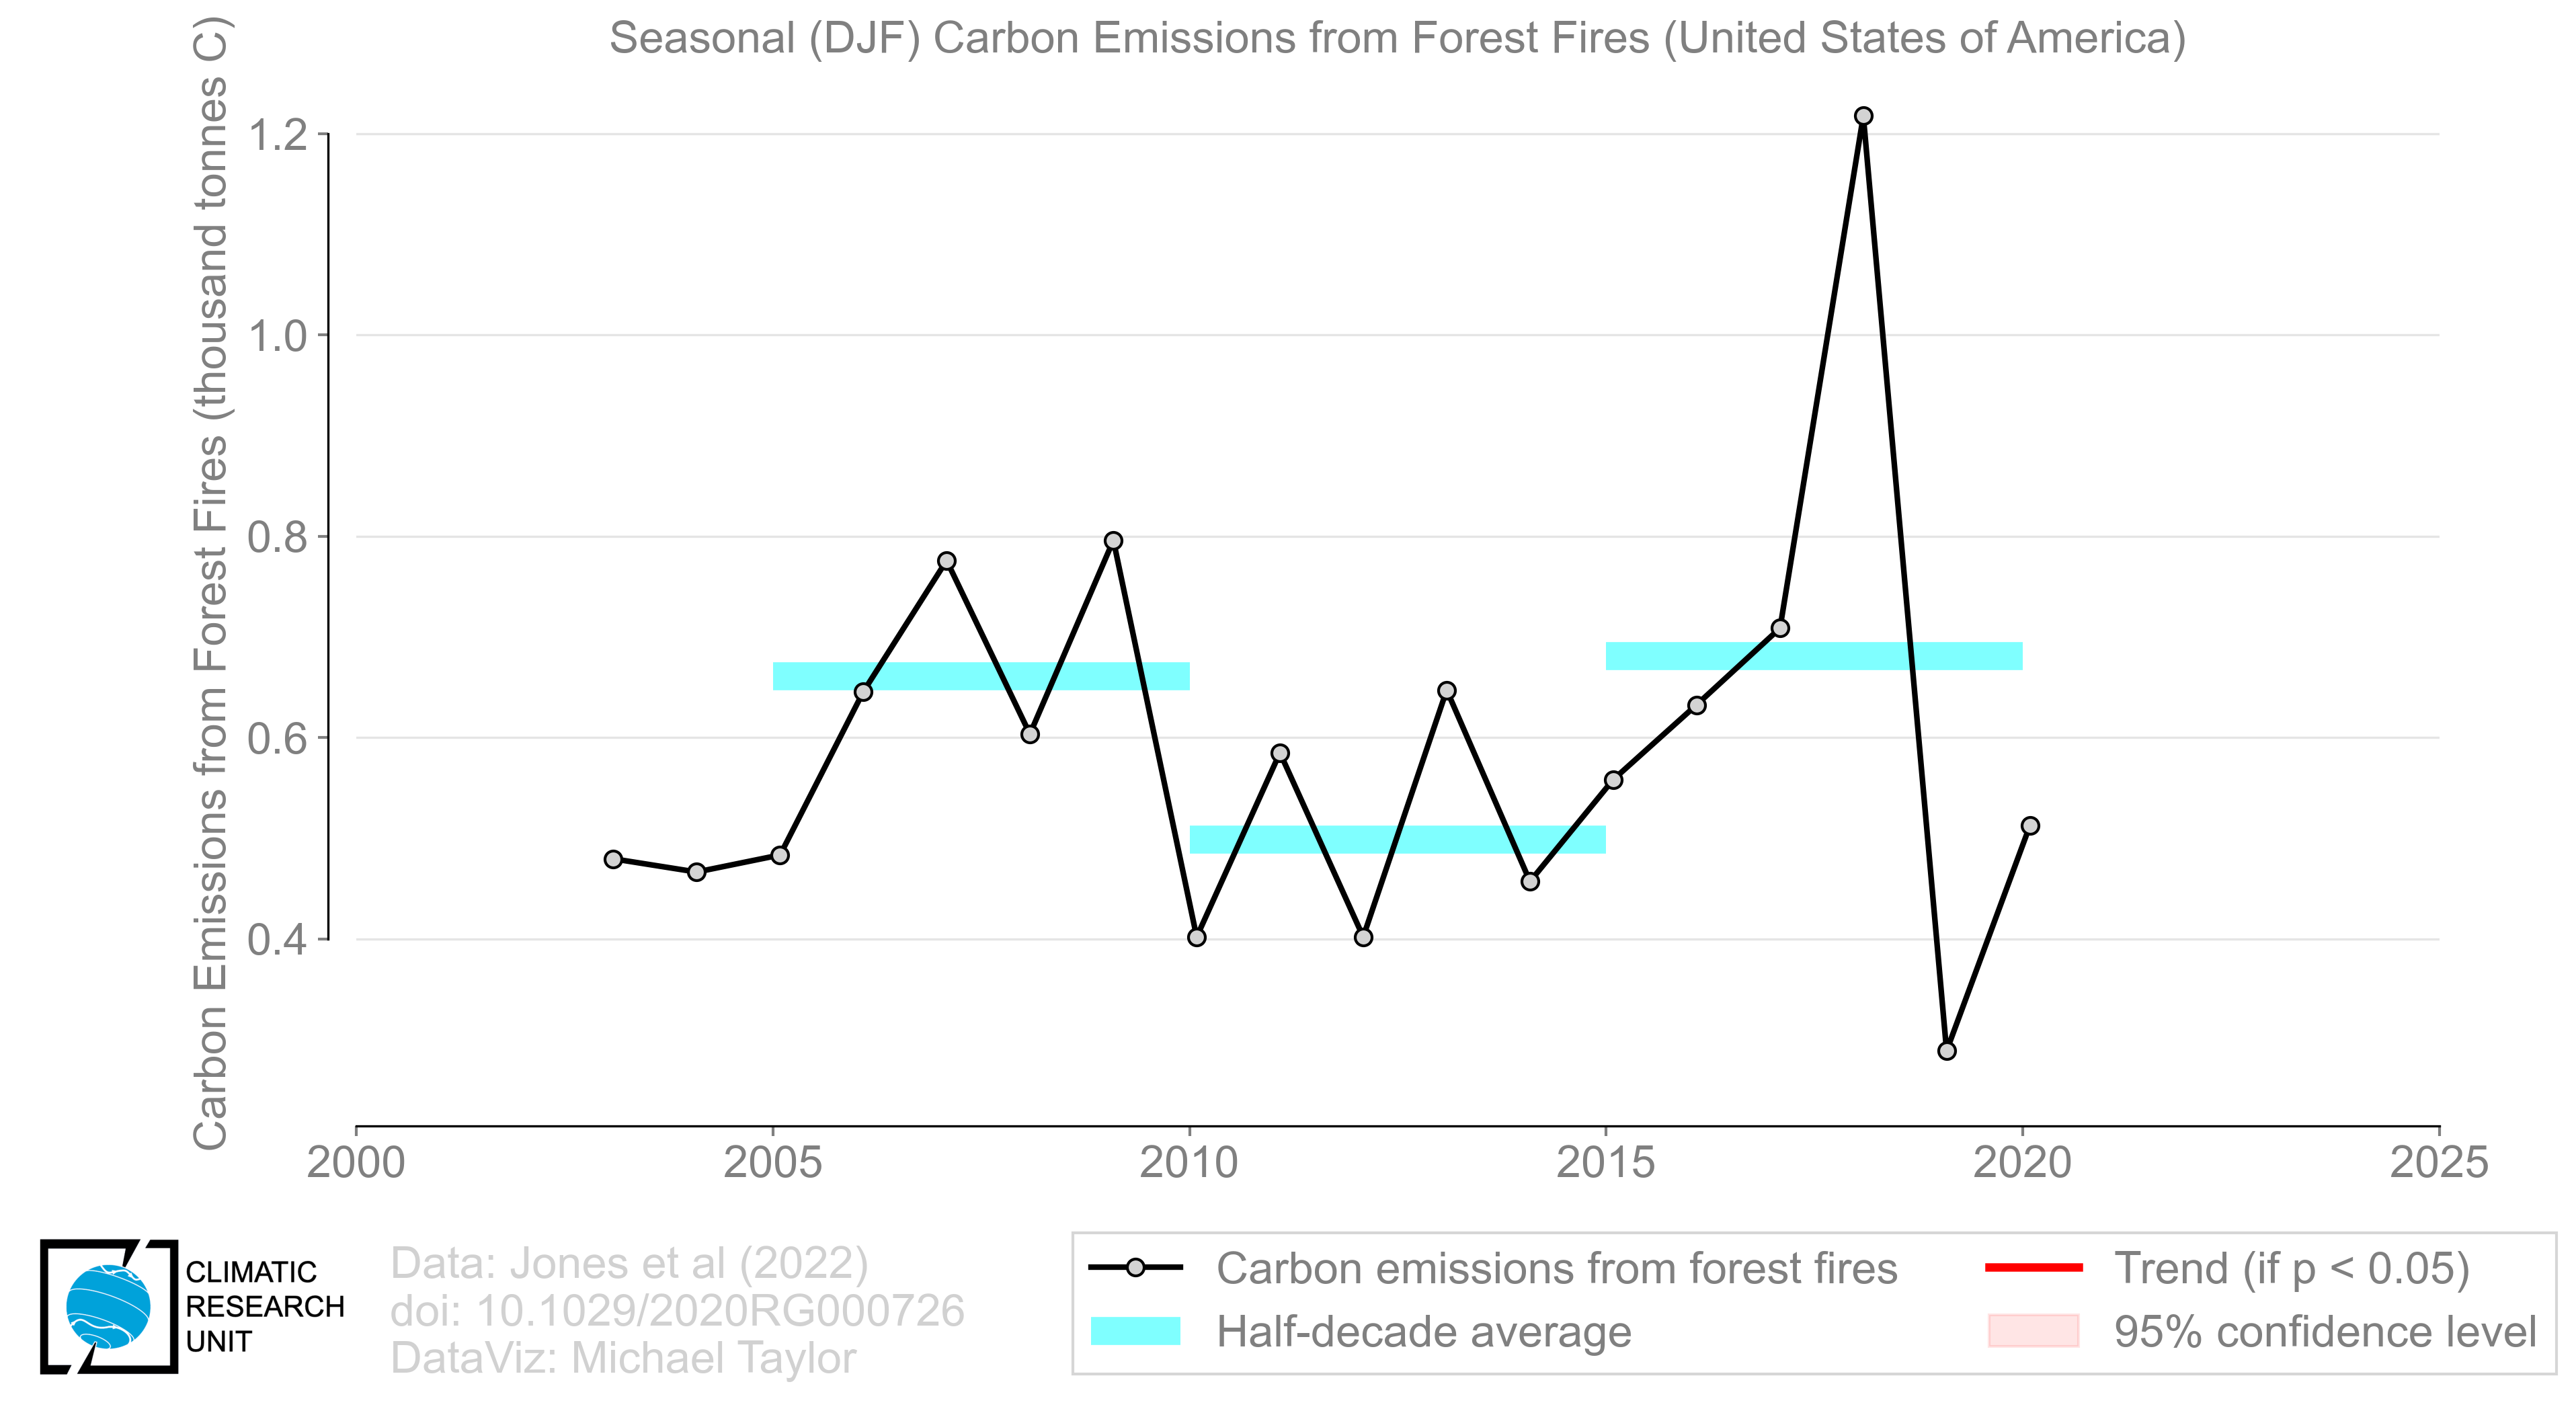 Seasonal (DJF) Carbon Emissions from Forest Fires (United States of America)
Carbon Emissions from Forest Fires (thousand tonnes C)
1.2
1.0
0.8
0.6
0.4
2000 2005 2010 2015 2020 2025
CLIMATIC
RESEARCH
UNIT
Data: Jones et al (2022)
doi: 10.1029/2020RG000726
DataViz: Michael Taylor
Carbon emissions from forest fires
Half-decade average
Trend (if p < 0.05)
95% confidence level